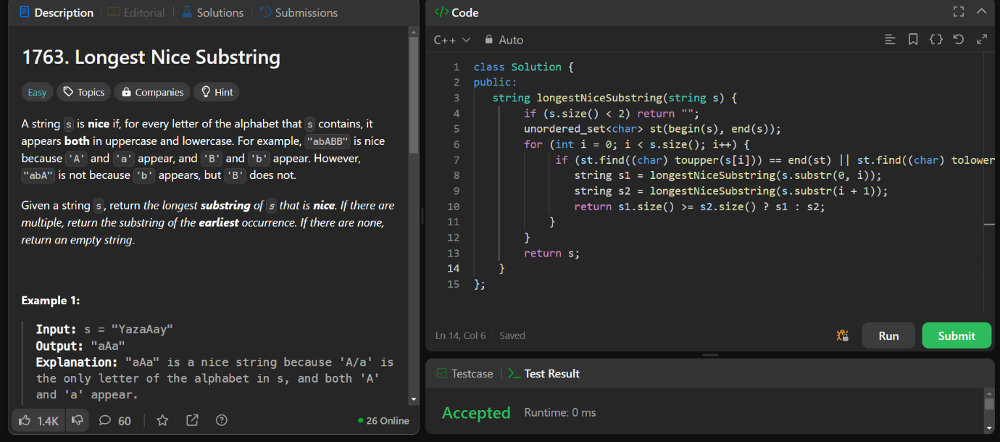 Description | Editorial | Solutions | Submissions
1763. Longest Nice Substring
Easy Topics Companies Hint
A string s is nice if, for every letter of the alphabet that s contains, it
appears both in uppercase and lowercase. For example, "abABB" is nice
because 'A' and 'a' appear, and 'B' and 'b' appear. However,
"abA" is not because 'b' appears, but 'B' does not.
Given a string s, return the longest substring of s that is nice. If there are
multiple, return the substring of the earliest occurrence. If there are none,
return an empty string.
Example 1:
Input: s = "YazaAay"
Output: "aAa"
Explanation: "aAa" is a nice string because 'A/a' is
the only letter of the alphabet in s, and both 'A'
and 'a' appear.
1.4K 60 26 Online
</> Code
C++ Auto
1 class Solution {
2 public:
3 string longestNiceSubstring(string s) {
4 if (s.size() < 2) return "";
5 unordered_set<char> st(begin(s), end(s));
6 for (int i = 0; i < s.size(); i++) {
7 if (st.find((char) toupper(s[i])) == end(st) || st.find((char) tolower
8 string s1 = longestNiceSubstring(s.substr(0, i));
9 string s2 = longestNiceSubstring(s.substr(i + 1));
10 return s1.size() >= s2.size() ? s1 : s2;
11 }
12 }
13 return s;
14 }
15 };
Ln 14, Col 6 | Saved
Run Submit
Testcase | >_ Test Result
Accepted Runtime: 0 ms